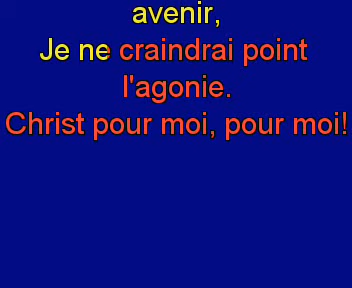 avenir,
Je ne craindrai point
l'agonie.
Christ pour moi, pour moi!